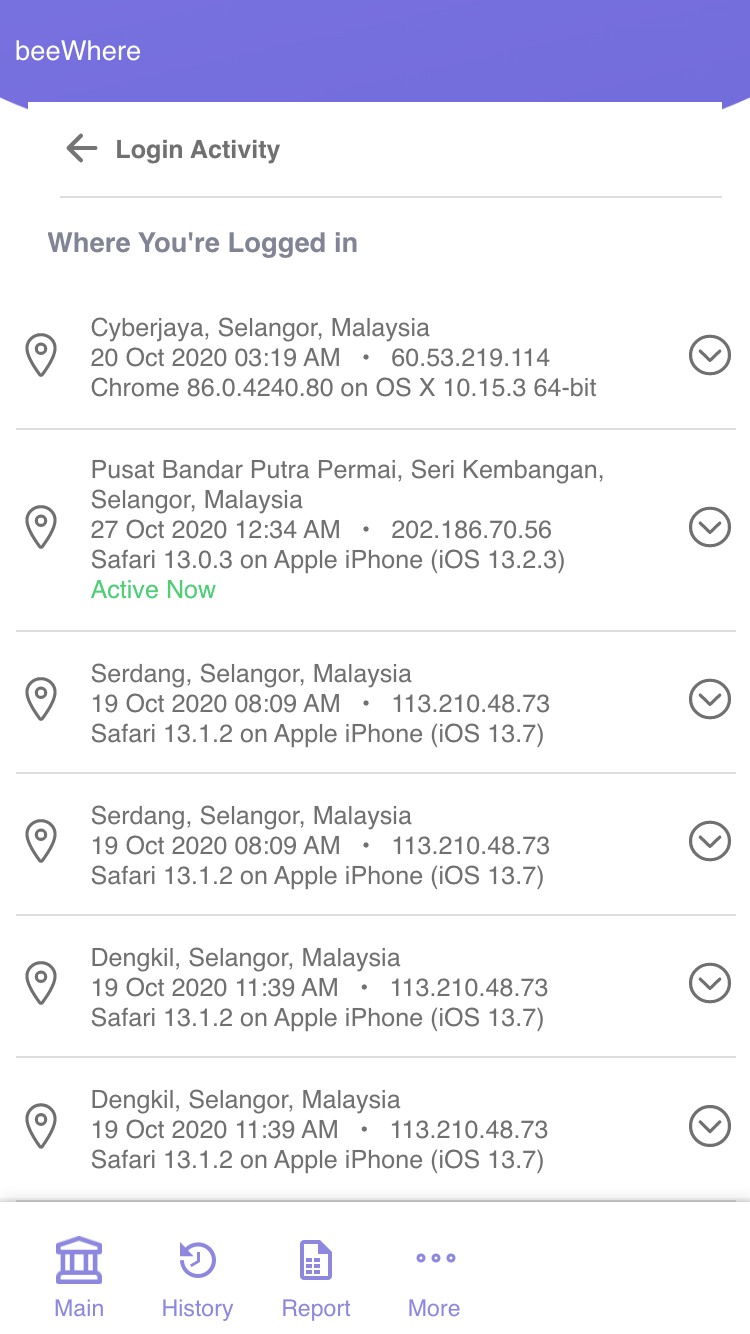 beeWhere
Login Activity
Where You're Logged in
Cyberjaya, Selangor, Malaysia
20 Oct 2020 03:19 AM • 60.53.219.114
Chrome 86.0.4240.80 on OS X 10.15.3 64-bit
Pusat Bandar Putra Permai, Seri Kembangan,
Selangor, Malaysia
27 Oct 2020 12:34 AM • 202.186.70.56
Safari 13.0.3 on Apple iPhone (iOS 13.2.3)
Active Now
Serdang, Selangor, Malaysia
19 Oct 2020 08:09 AM • 113.210.48.73
Safari 13.1.2 on Apple iPhone (iOS 13.7)
Serdang, Selangor, Malaysia
19 Oct 2020 08:09 AM • 113.210.48.73
Safari 13.1.2 on Apple iPhone (iOS 13.7)
Dengkil, Selangor, Malaysia
19 Oct 2020 11:39 AM • 113.210.48.73
Safari 13.1.2 on Apple iPhone (iOS 13.7)
Dengkil, Selangor, Malaysia
19 Oct 2020 11:39 AM • 113.210.48.73
Safari 13.1.2 on Apple iPhone (iOS 13.7)
Main History Report More